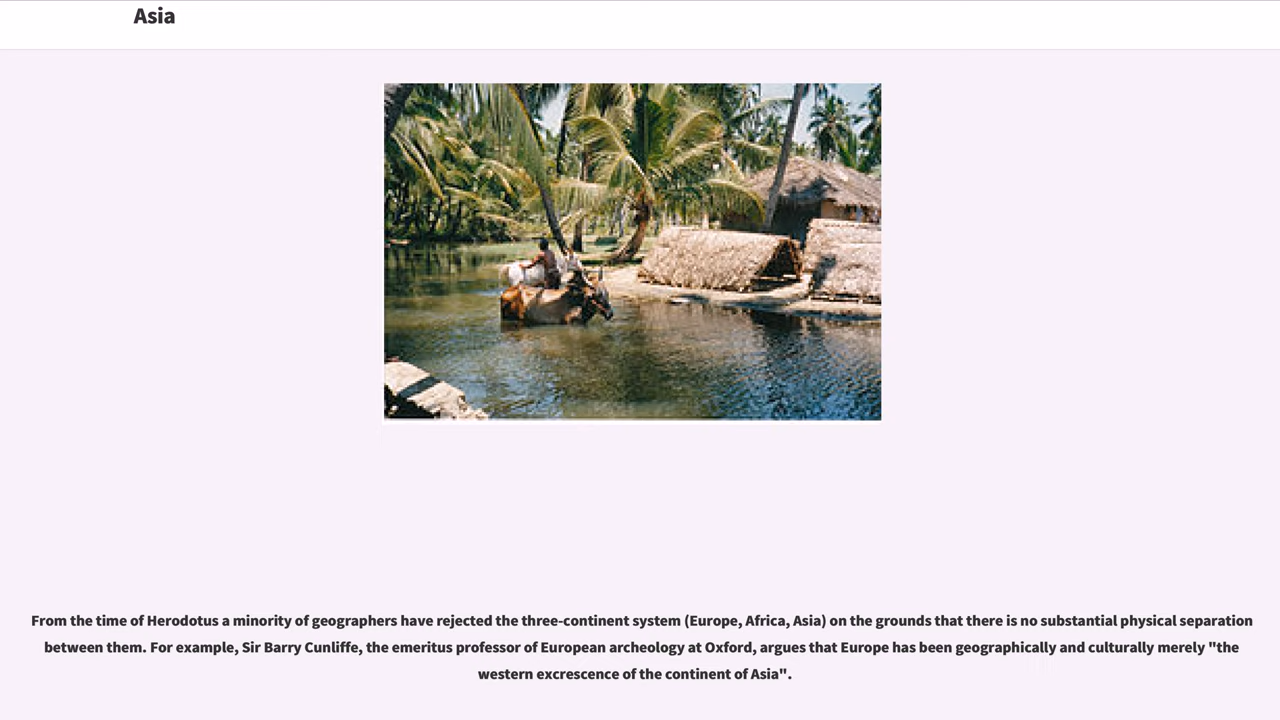 Asia
From the time of Herodotus a minority of geographers have rejected the three-continent system (Europe, Africa, Asia) on the grounds that there is no substantial physical separation
between them. For example, Sir Barry Cunliffe, the emeritus professor of European archeology at Oxford, argues that Europe has been geographically and culturally merely "the
western excrescence of the continent of Asia".